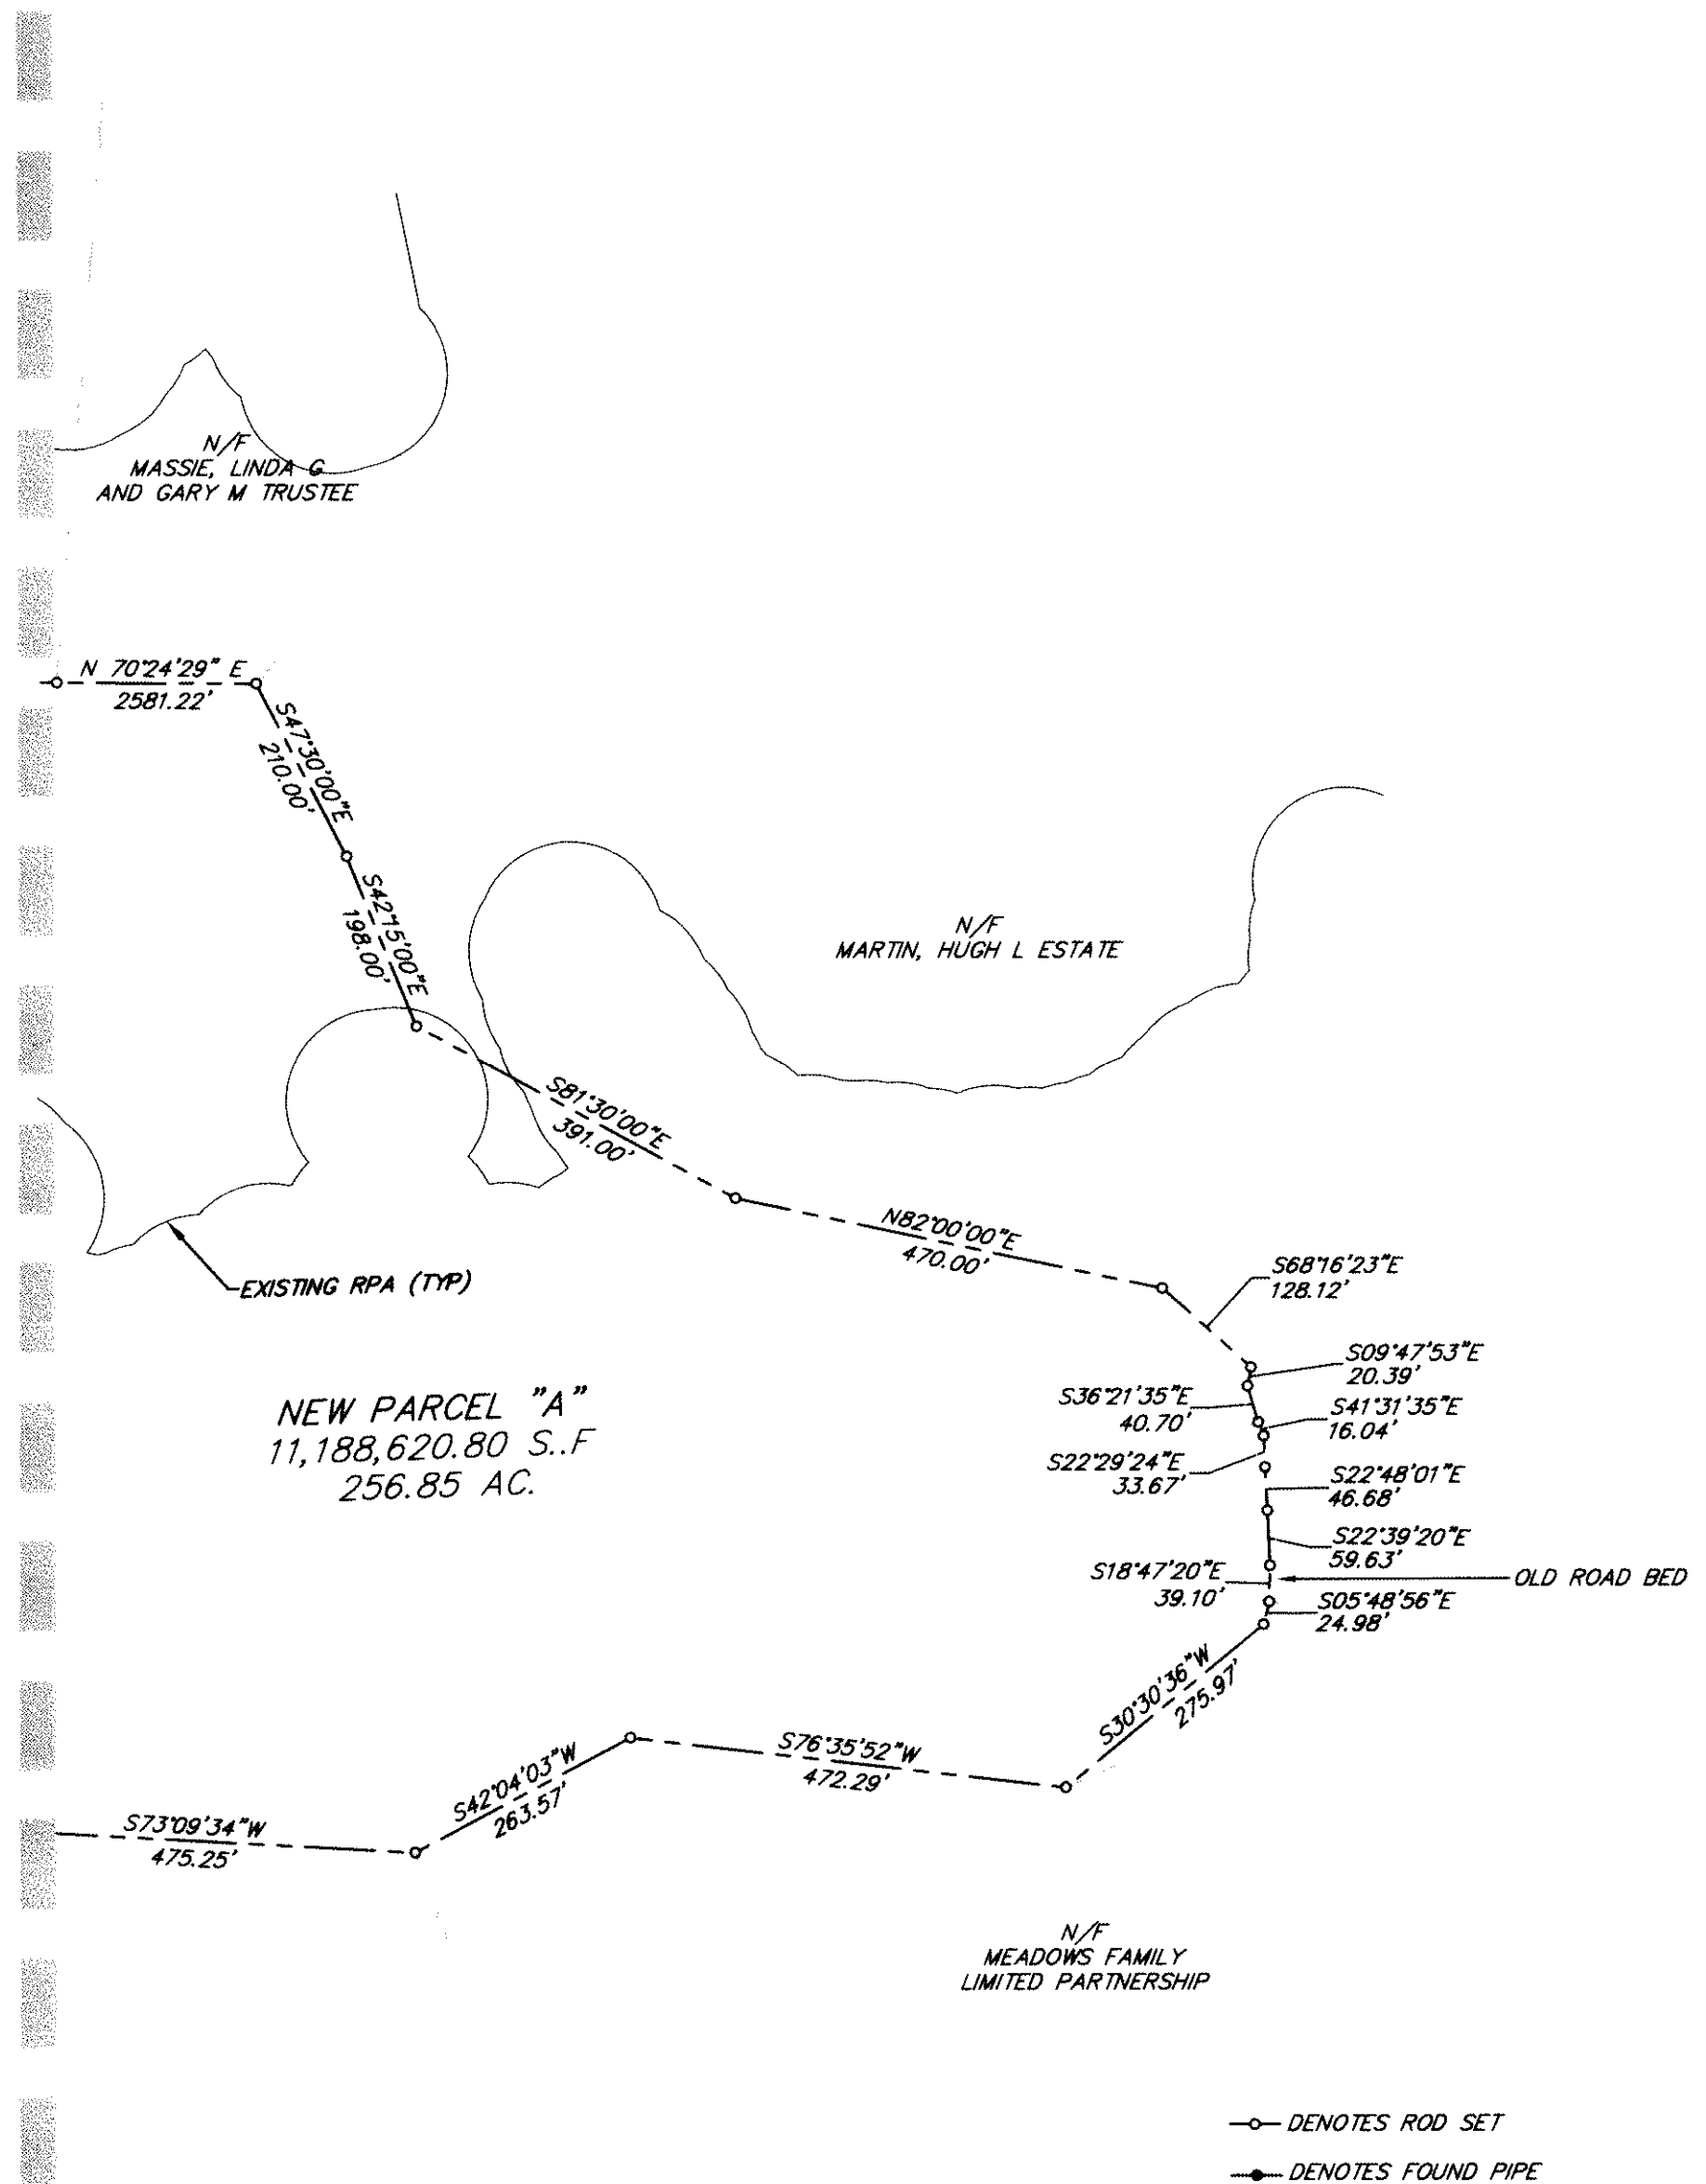 N/F
MASSIE, LINDA G
AND GARY M TRUSTEE
N 70°24'29" E
2581.22'
S47°30'00"E
210.00'
S42°15'00"E
198.00'
N/F
MARTIN, HUGH L ESTATE
S81°30'00"E
391.00'
N82°00'00"E
470.00'
EXISTING RPA (TYP)
S68°16'23"E
128.12'
S09°47'53"E
20.39'
S36°21'35"E
40.70'
S41°31'35"E
16.04'
S22°29'24"E
33.67'
S22°48'01"E
46.68'
S22°39'20"E
59.63'
S18°47'20"E
39.10'
OLD ROAD BED
S05°48'56"E
24.98'
NEW PARCEL "A"
11,188,620.80 S..F
256.85 AC.
S30°30'36"W
275.97'
S76°35'52"W
472.29'
S42°04'03"W
263.57'
S73°09'34"W
475.25'
N/F
MEADOWS FAMILY
LIMITED PARTNERSHIP
DENOTES ROD SET
DENOTES FOUND PIPE